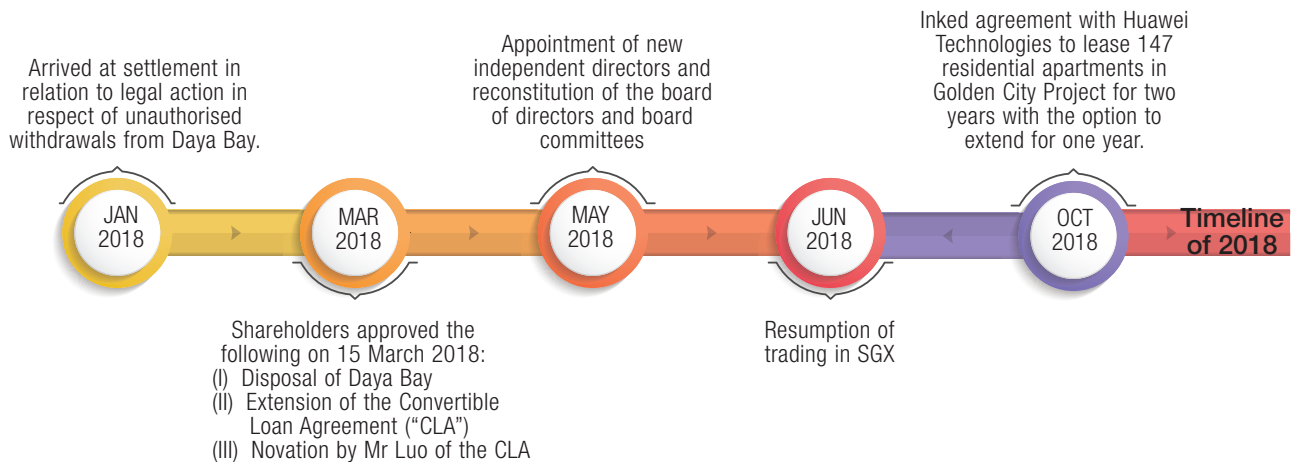 Arrived at settlement in
relation to legal action in
respect of unauthorised
withdrawals from Daya Bay.
JAN
2018
Shareholders approved the
following on 15 March 2018:
(I) Disposal of Daya Bay
(II) Extension of the Convertible
Loan Agreement (“CLA”)
(III) Novation by Mr Luo of the CLA
MAR
2018
Appointment of new
independent directors and
reconstitution of the board
of directors and board
committees
MAY
2018
JUN
2018
Resumption of
trading in SGX
Inked agreement with Huawei
Technologies to lease 147
residential apartments in
Golden City Project for two
years with the option to
extend for one year.
OCT
2018
Timeline
of 2018